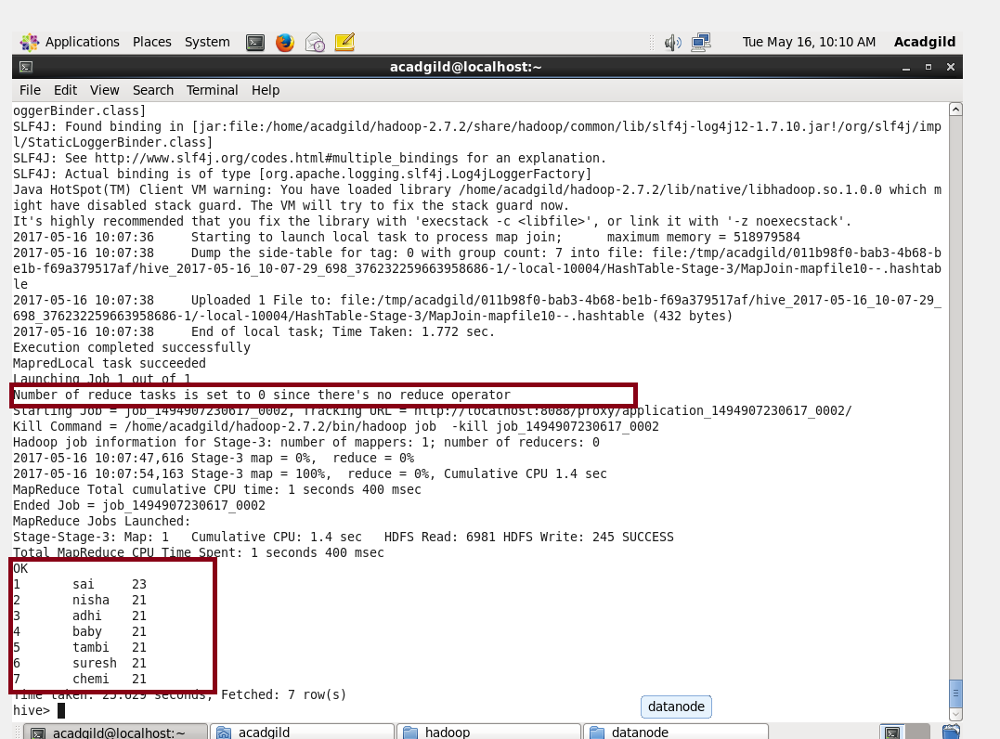 Applications Places System Tue May 16, 10:10 AM Acadgild
acadgild@localhost:~
File Edit View Search Terminal Help
oggerBinder.class]
SLF4J: Found binding in [jar:file:/home/acadgild/hadoop-2.7.2/share/hadoop/common/lib/slf4j-log4j12-1.7.10.jar!/org/slf4j/imp
l/StaticLoggerBinder.class]
SLF4J: See http://www.slf4j.org/codes.html#multiple_bindings for an explanation.
SLF4J: Actual binding is of type [org.apache.logging.slf4j.Log4jLoggerFactory]
Java HotSpot(TM) Client VM warning: You have loaded library /home/acadgild/hadoop-2.7.2/lib/native/libhadoop.so.1.0.0 which m
ight have disabled stack guard. The VM will try to fix the stack guard now.
It's highly recommended that you fix the library with 'execstack -c <libfile>', or link it with '-z noexecstack'.
2017-05-16 10:07:36     Starting to launch local task to process map join;      maximum memory = 518979584
2017-05-16 10:07:38     Dump the side-table for tag: 0 with group count: 7 into file: file:/tmp/acadgild/011b98f0-bab3-4b68-b
e1b-f69a379517af/hive_2017-05-16_10-07-29_698_376232259663958686-1/-local-10004/HashTable-Stage-3/MapJoin-mapfile10--.hashtab
le
2017-05-16 10:07:38     Uploaded 1 File to: file:/tmp/acadgild/011b98f0-bab3-4b68-be1b-f69a379517af/hive_2017-05-16_10-07-29_
698_376232259663958686-1/-local-10004/HashTable-Stage-3/MapJoin-mapfile10--.hashtable (432 bytes)
2017-05-16 10:07:38     End of local task; Time Taken: 1.772 sec.
Execution completed successfully
MapredLocal task succeeded
Launching Job 1 out of 1
Number of reduce tasks is set to 0 since there's no reduce operator
Starting Job = job_1494907230617_0002, Tracking URL = http://localhost:8088/proxy/application_1494907230617_0002/
Kill Command = /home/acadgild/hadoop-2.7.2/bin/hadoop job  -kill job_1494907230617_0002
Hadoop job information for Stage-3: number of mappers: 1; number of reducers: 0
2017-05-16 10:07:47,616 Stage-3 map = 0%,  reduce = 0%
2017-05-16 10:07:54,163 Stage-3 map = 100%,  reduce = 0%, Cumulative CPU 1.4 sec
MapReduce Total cumulative CPU time: 1 seconds 400 msec
Ended Job = job_1494907230617_0002
MapReduce Jobs Launched:
Stage-Stage-3: Map: 1   Cumulative CPU: 1.4 sec   HDFS Read: 6981 HDFS Write: 245 SUCCESS
Total MapReduce CPU Time Spent: 1 seconds 400 msec
OK
1       sai     23
2       nisha   21
3       adhi    21
4       baby    21
5       tambi   21
6       suresh  21
7       chemi   21
Time taken: 25.629 seconds, Fetched: 7 row(s)
hive>
datanode
acadgild@localhost:~ acadgild hadoop datanode